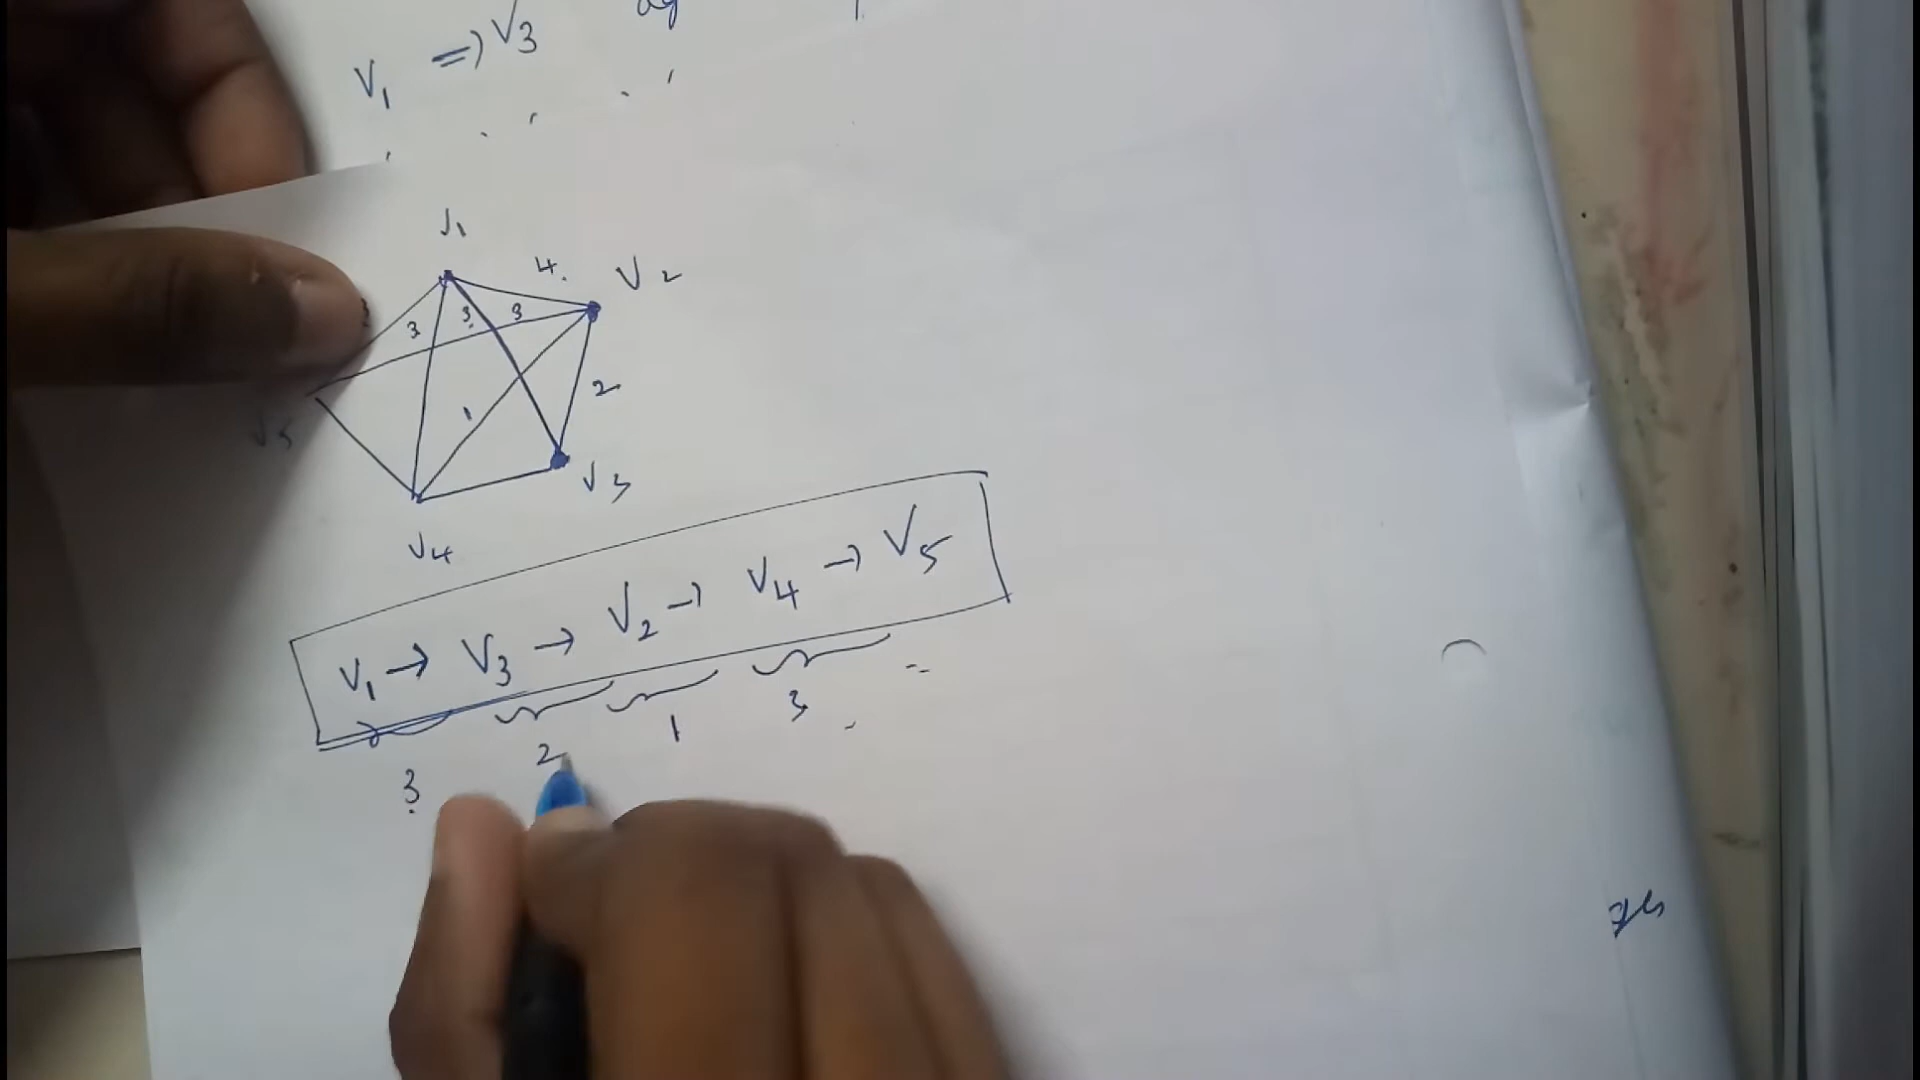 V1 => V3
V1
4.
V2
3 3 3
1
2
V5
V3
V4
V1 → V3 → V2 → V4 → V5
3 2 1 3